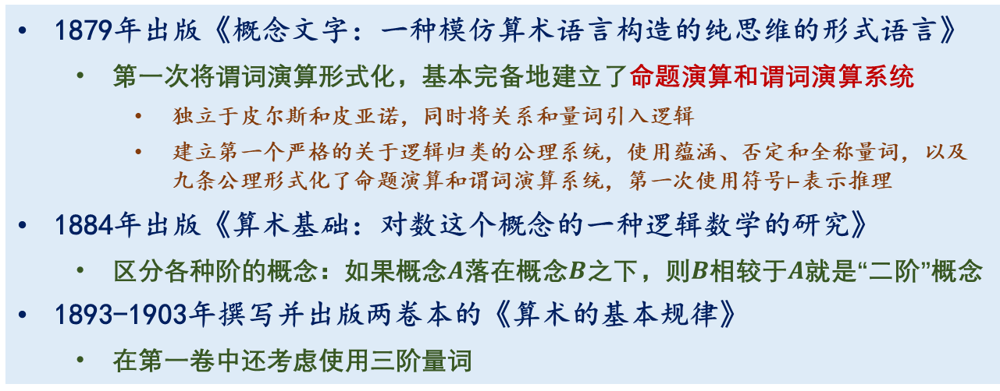 • 1879年出版《概念文字：一种模仿算术语言构造的纯思维的形式语言》
• 第一次将谓词演算形式化，基本完备地建立了命题演算和谓词演算系统
• 独立于皮尔斯和皮亚诺，同时将关系和量词引入逻辑
• 建立第一个严格的关于逻辑归类的公理系统，使用蕴涵、否定和全称量词，以及
九条公理形式化了命题演算和谓词演算系统，第一次使用符号⊢表示推理
• 1884年出版《算术基础：对数这个概念的一种逻辑数学的研究》
• 区分各种阶的概念：如果概念A落在概念B之下，则B相较于A就是“二阶”概念
• 1893-1903年撰写并出版两卷本的《算术的基本规律》
• 在第一卷中还考虑使用三阶量词